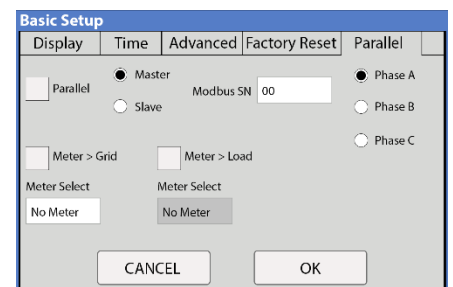 Basic Setup
Display Time Advanced Factory Reset Parallel
Parallel Master Modbus SN 00 Phase A
Slave Phase B
Phase C
Meter > Grid Meter > Load
Meter Select Meter Select
No Meter No Meter
CANCEL OK